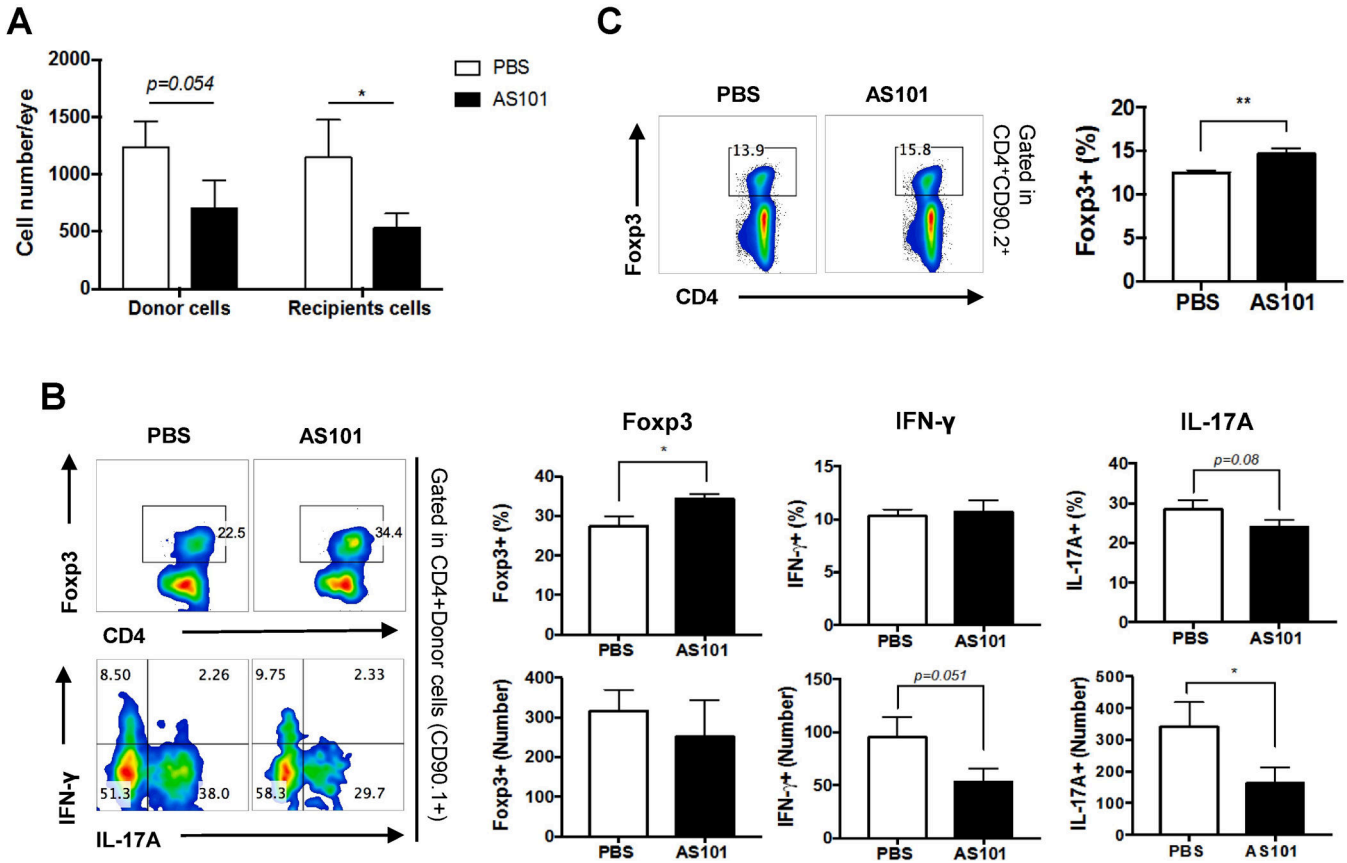 A
2000
1500
1000
500
0
Cell number/eye
p=0.054
*
PBS
AS101
Donor cells
Recipients cells
C
PBS
AS101
Foxp3
13.9
15.8
Gated in
CD4+CD90.2+
CD4
Foxp3+ (%)
20
15
10
5
0
**
PBS
AS101
B
PBS
AS101
Foxp3
22.5
34.4
CD4
8.50
2.26
9.75
2.33
51.3
38.0
58.3
29.7
IFN-γ
IL-17A
Gated in CD4+Donor cells (CD90.1+)
Foxp3
Foxp3+ (%)
40
30
20
10
0
*
PBS
AS101
IFN-γ
IFN-γ+ (%)
15
10
5
0
PBS
AS101
IL-17A
IL-17A+ (%)
40
30
20
10
0
p=0.08
PBS
AS101
Foxp3+ (Number)
400
300
200
100
0
PBS
AS101
IFN-γ+ (Number)
150
100
50
0
p=0.051
PBS
AS101
IL-17A+ (Number)
500
400
300
200
100
0
*
PBS
AS101